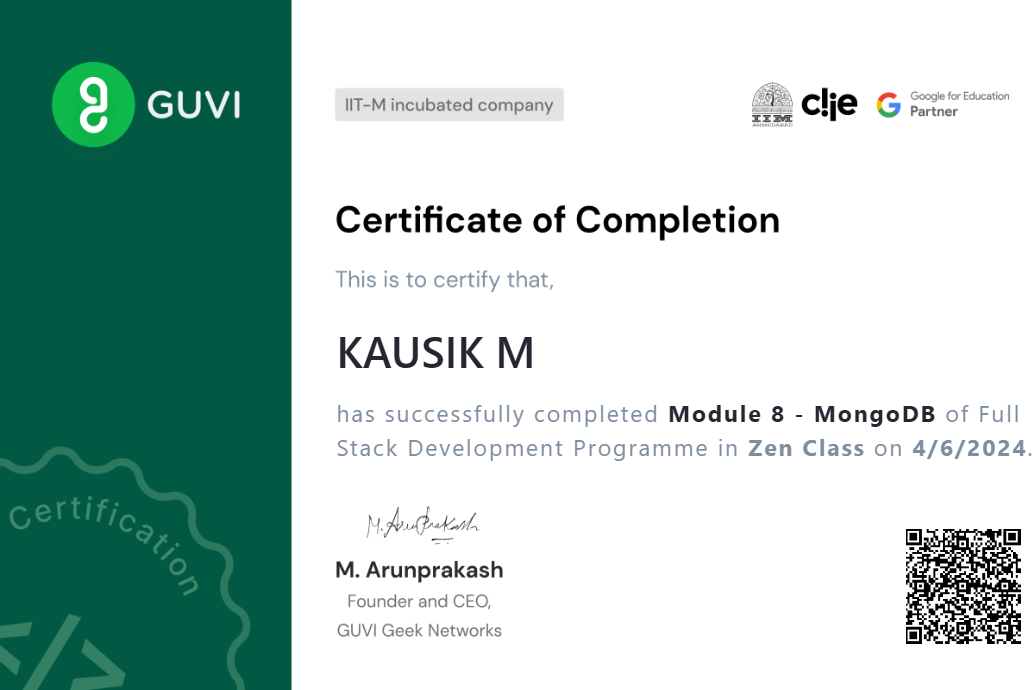 GUVI
IIT-M incubated company
IIM
AHMEDABAD
c!ie
Google for Education
Partner
Certificate of Completion
This is to certify that,
KAUSIK M
has successfully completed Module 8 - MongoDB of Full
Stack Development Programme in Zen Class on 4/6/2024.
Certification
</>
M. ArunPrakash
M. Arunprakash
Founder and CEO,
GUVI Geek Networks